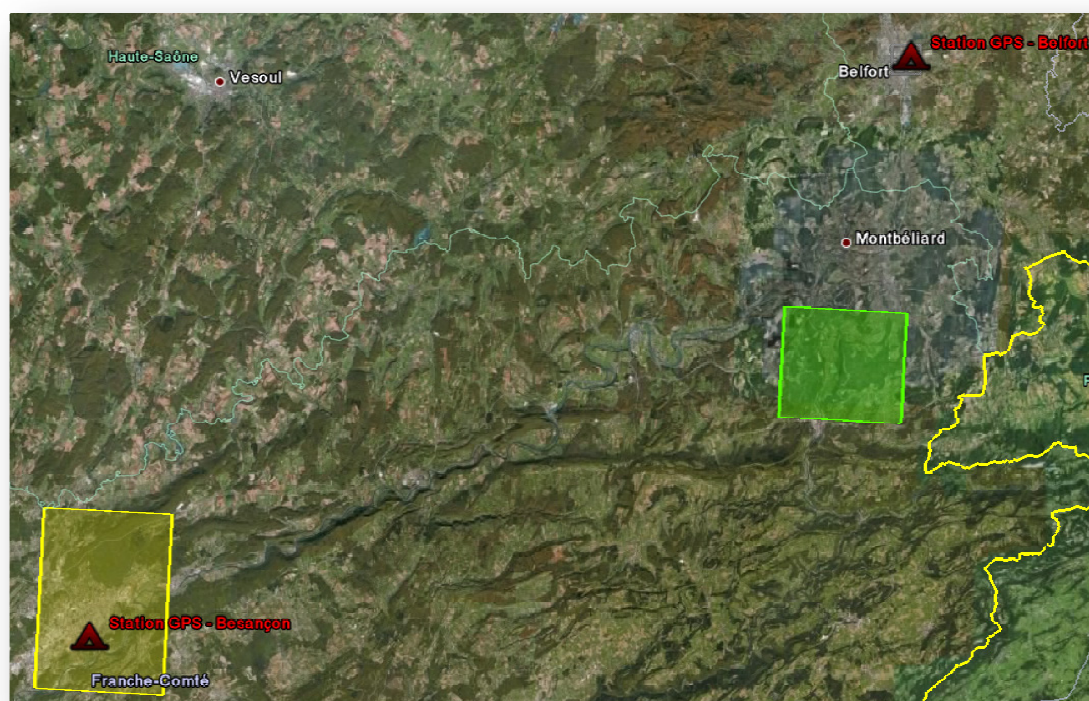 Station GPS - Belfort
Haute-Saône
Vesoul
Belfort
Montbéliard
Station GPS - Besançon
Franche-Comté